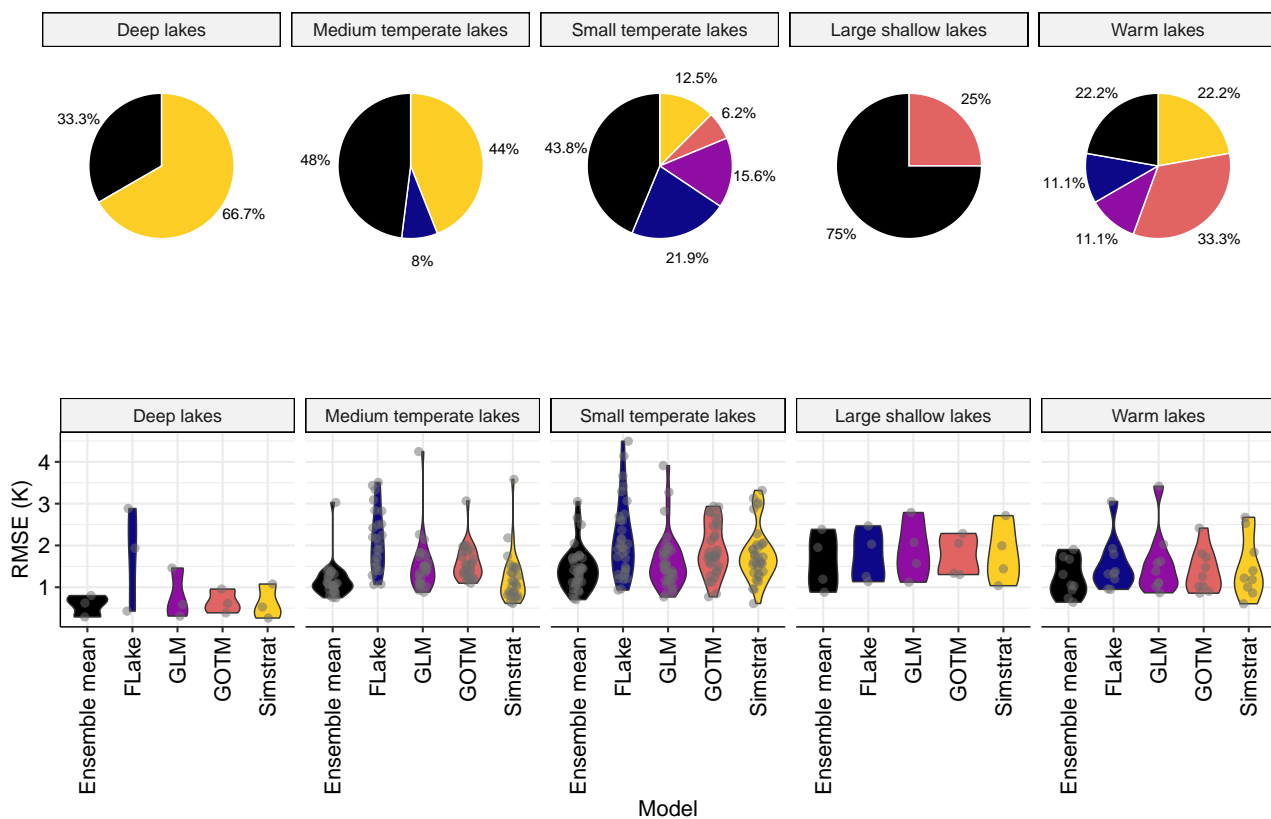 Deep lakes
Medium temperate lakes
Small temperate lakes
Large shallow lakes
Warm lakes
33.3%
66.7%
48%
44%
8%
12.5%
6.2%
43.8%
15.6%
21.9%
25%
75%
22.2%
22.2%
11.1%
11.1%
33.3%
Deep lakes
Medium temperate lakes
Small temperate lakes
Large shallow lakes
Warm lakes
RMSE (K)
4
3
2
1
Ensemble mean
FLake
GLM
GOTM
Simstrat
Ensemble mean
FLake
GLM
GOTM
Simstrat
Ensemble mean
FLake
GLM
GOTM
Simstrat
Ensemble mean
FLake
GLM
GOTM
Simstrat
Ensemble mean
FLake
GLM
GOTM
Simstrat
Model